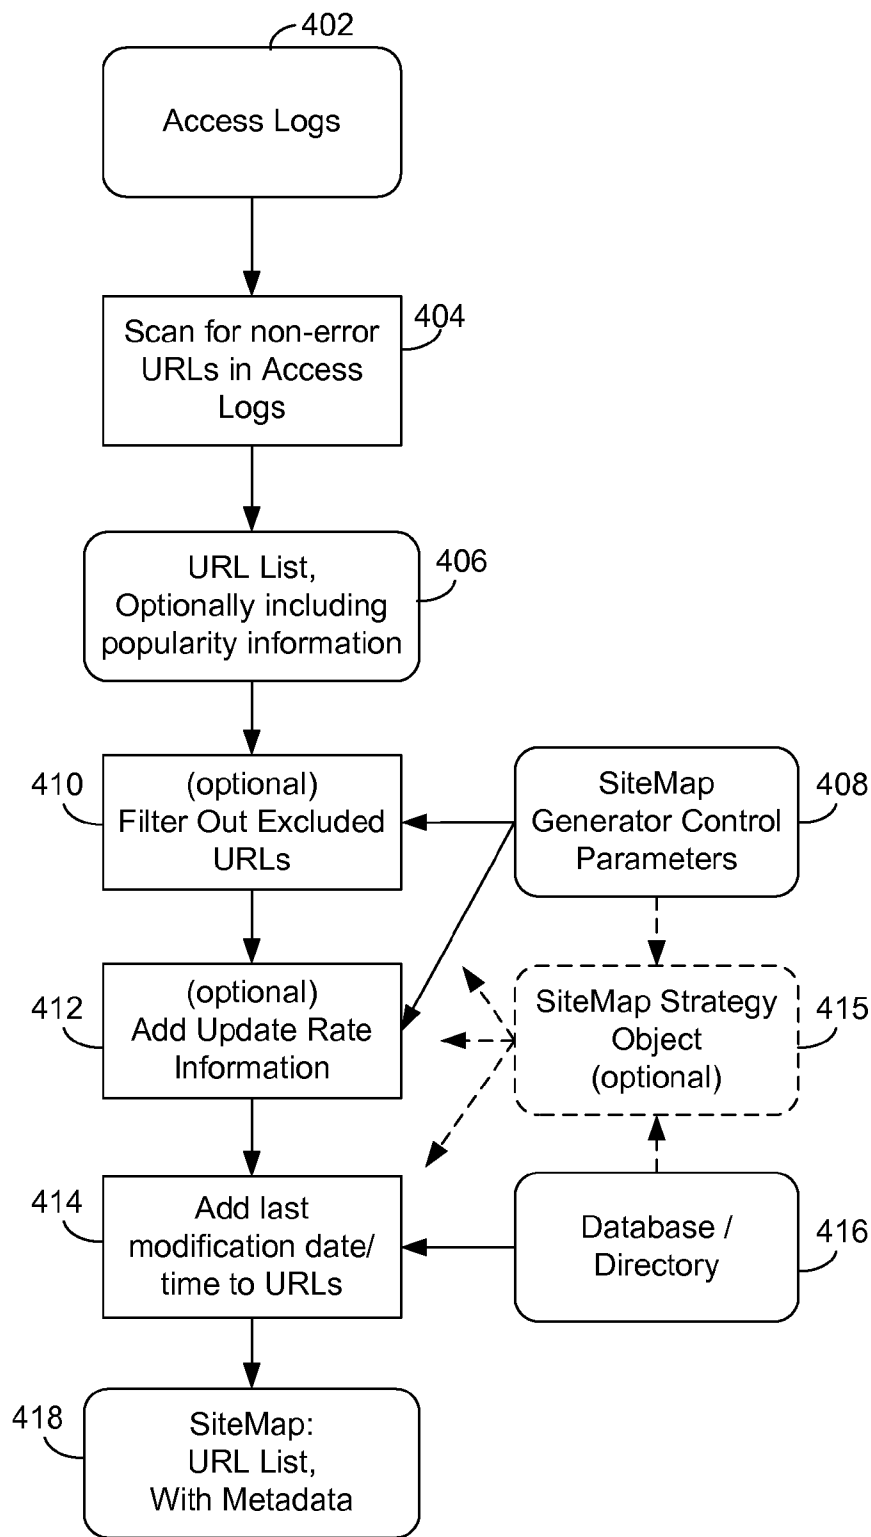 402
Access Logs
Scan for non-error
URLs in Access
Logs
404
URL List,
Optionally including
popularity information
406
410
(optional)
Filter Out Excluded
URLs
SiteMap
Generator Control
Parameters
408
412
(optional)
Add Update Rate
Information
SiteMap Strategy
Object
(optional)
415
414
Add last
modification date/
time to URLs
Database /
Directory
416
418
SiteMap:
URL List,
With Metadata